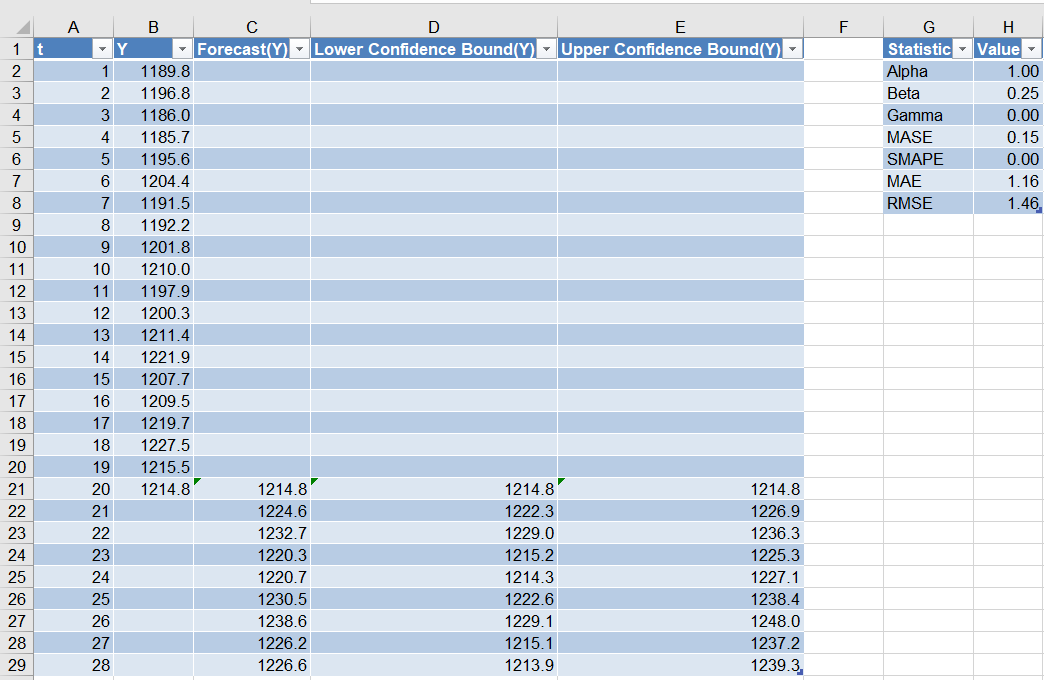 A B C D E F G H
1 t Y Forecast(Y) Lower Confidence Bound(Y) Upper Confidence Bound(Y) Statistic Value
2 1 1189.8 Alpha 1.00
3 2 1196.8 Beta 0.25
4 3 1186.0 Gamma 0.00
5 4 1185.7 MASE 0.15
6 5 1195.6 SMAPE 0.00
7 6 1204.4 MAE 1.16
8 7 1191.5 RMSE 1.46
9 8 1192.2
10 9 1201.8
11 10 1210.0
12 11 1197.9
13 12 1200.3
14 13 1211.4
15 14 1221.9
16 15 1207.7
17 16 1209.5
18 17 1219.7
19 18 1227.5
20 19 1215.5
21 20 1214.8 1214.8 1214.8 1214.8
22 21 1224.6 1222.3 1226.9
23 22 1232.7 1229.0 1236.3
24 23 1220.3 1215.2 1225.3
25 24 1220.7 1214.3 1227.1
26 25 1230.5 1222.6 1238.4
27 26 1238.6 1229.1 1248.0
28 27 1226.2 1215.1 1237.2
29 28 1226.6 1213.9 1239.3